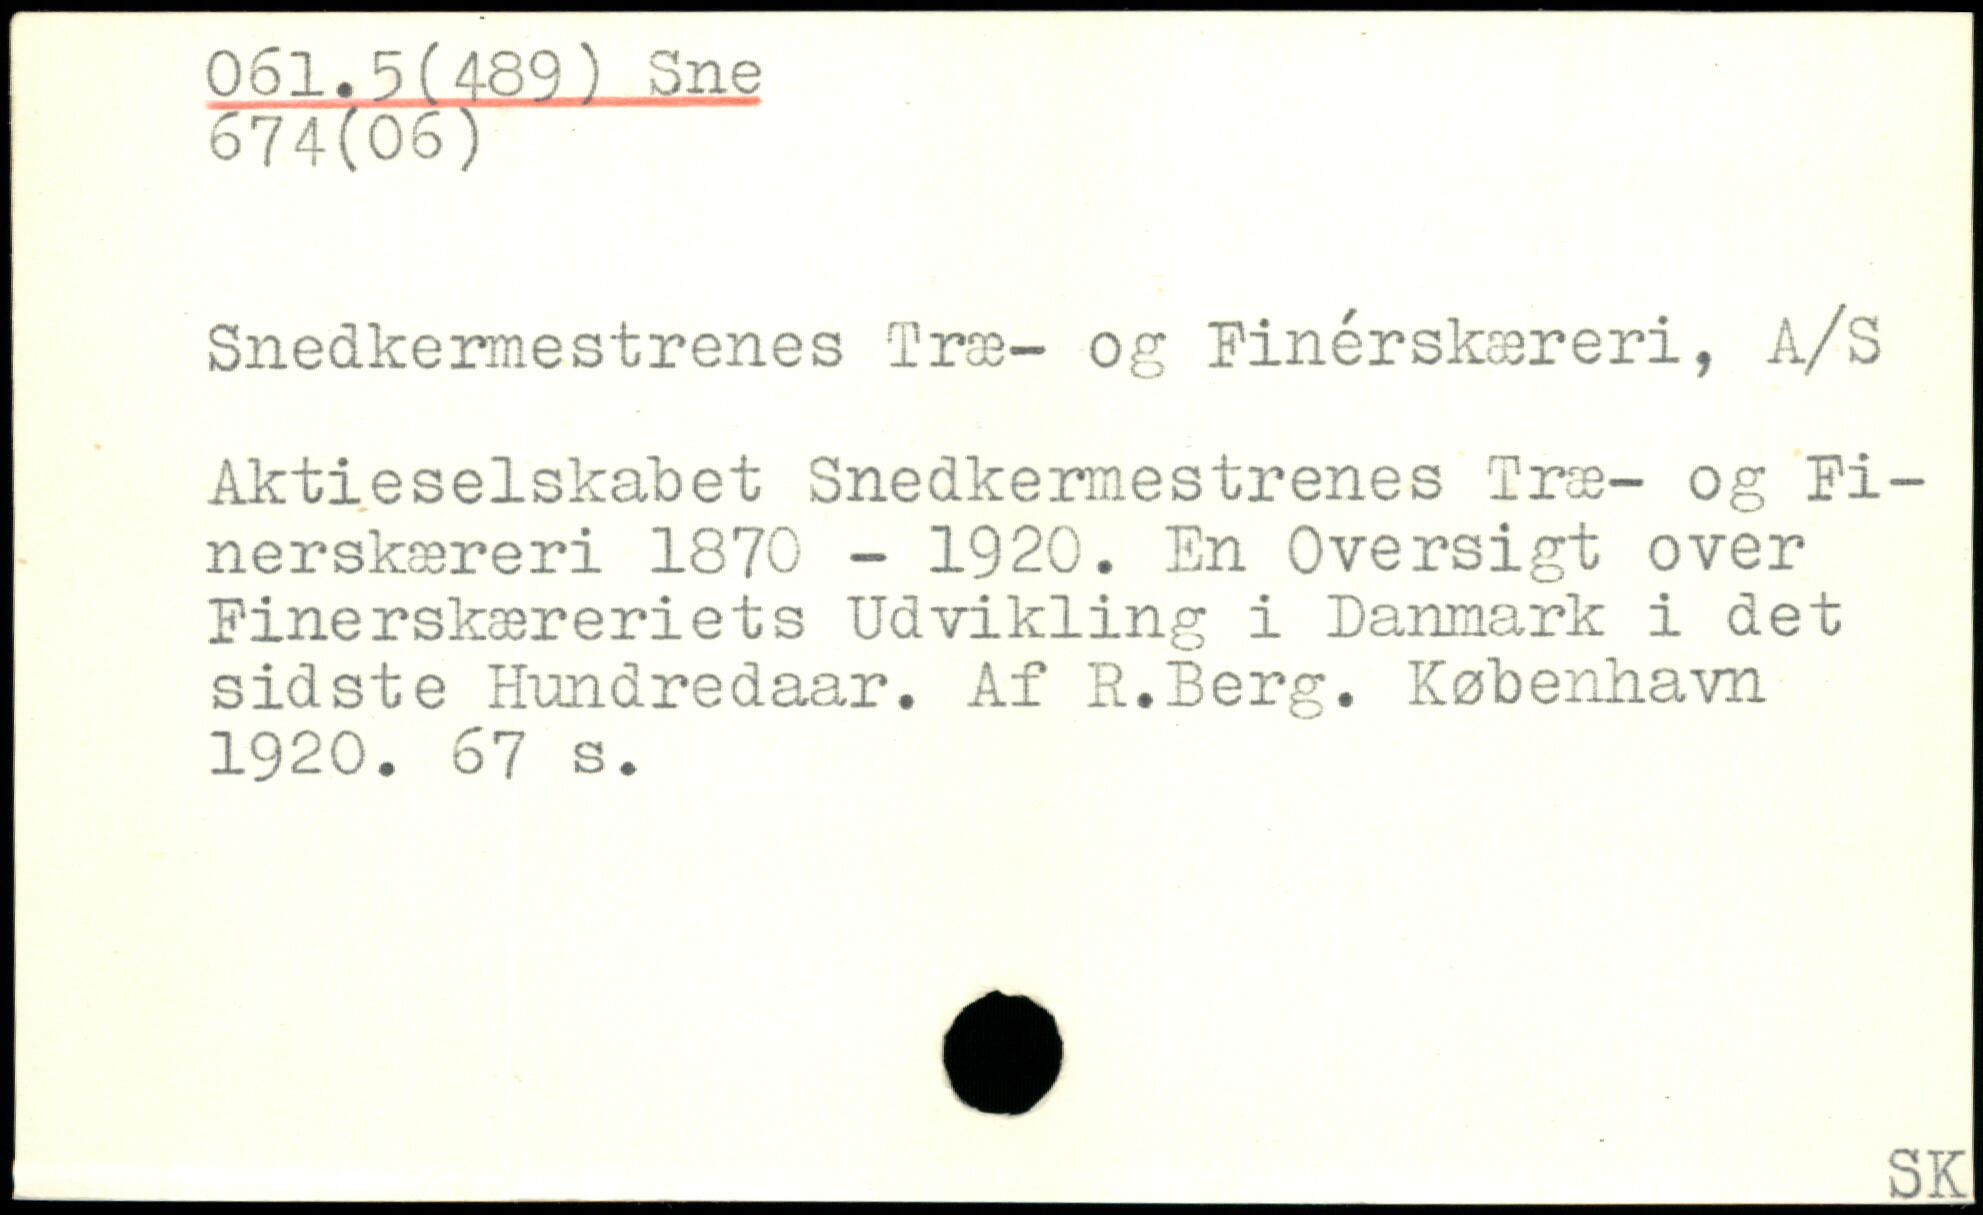 061.5(489) Sne
674(06)
Snedkermestrenes Træ- og Finérskæreri, A/S
Aktieselskabet Snedkermestrenes Træ- og Fi-
nerskæreri 1870 - 1920. En Oversigt over
Finerskæreriets Udvikling i Danmark i det
sidste Hundredaar. Af R.Berg. København
1920. 67 s.
SK